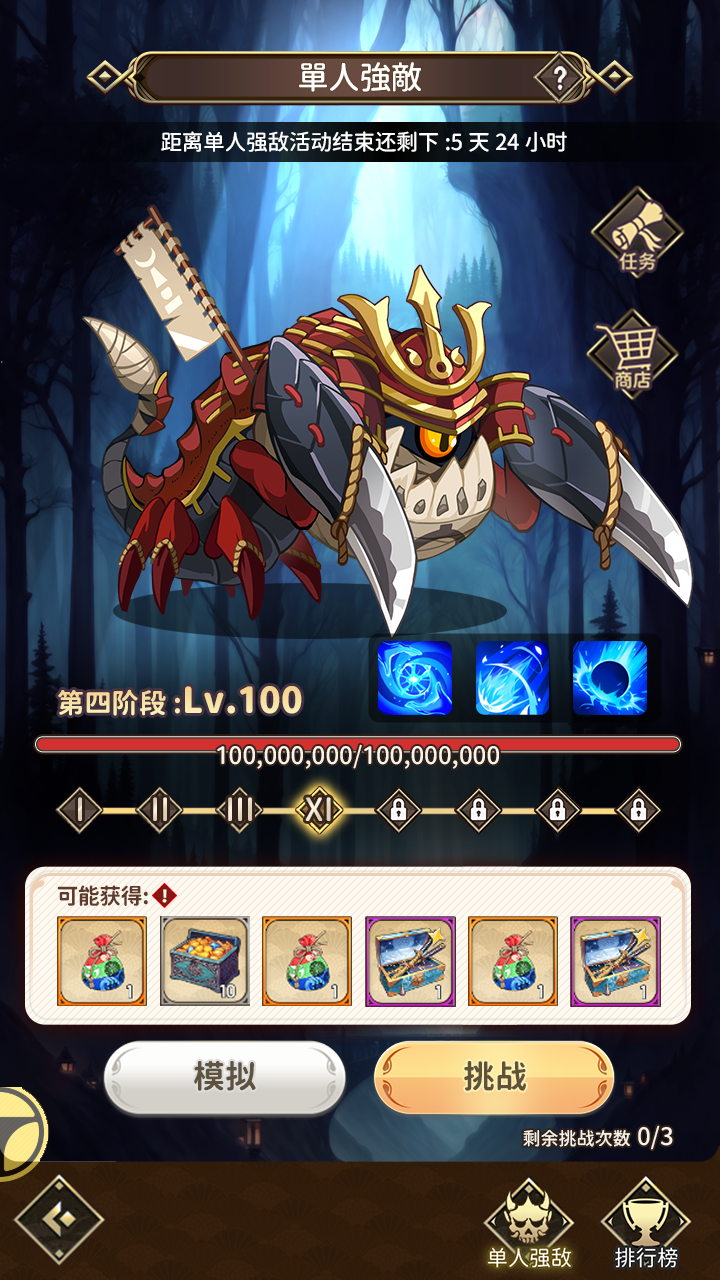 單人強敵
?
距离单人强敌活动结束还剩下 :5 天 24 小时
任务
商店
第四阶段 :Lv.100
100,000,000/100,000,000
I II III XI
可能获得: !
1 10 1 1 1 1
模拟 挑战
剩余挑战次数 0/3
单人强敌 排行榜